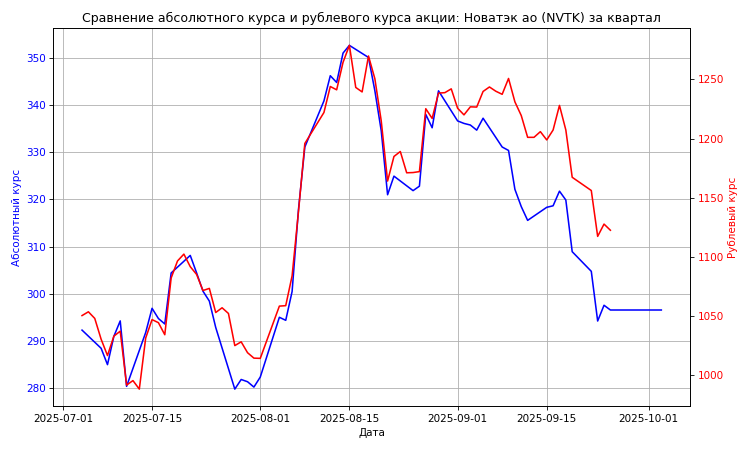 Сравнение абсолютного курса и рублевого курса акции: Новатэк ао (NVTK) за квартал
Абсолютный курс
350
340
330
320
310
300
290
280
1250
1200
1150
1100
1050
1000
Рублевый курс
2025-07-01 2025-07-15 2025-08-01 2025-08-15 2025-09-01 2025-09-15 2025-10-01
Дата